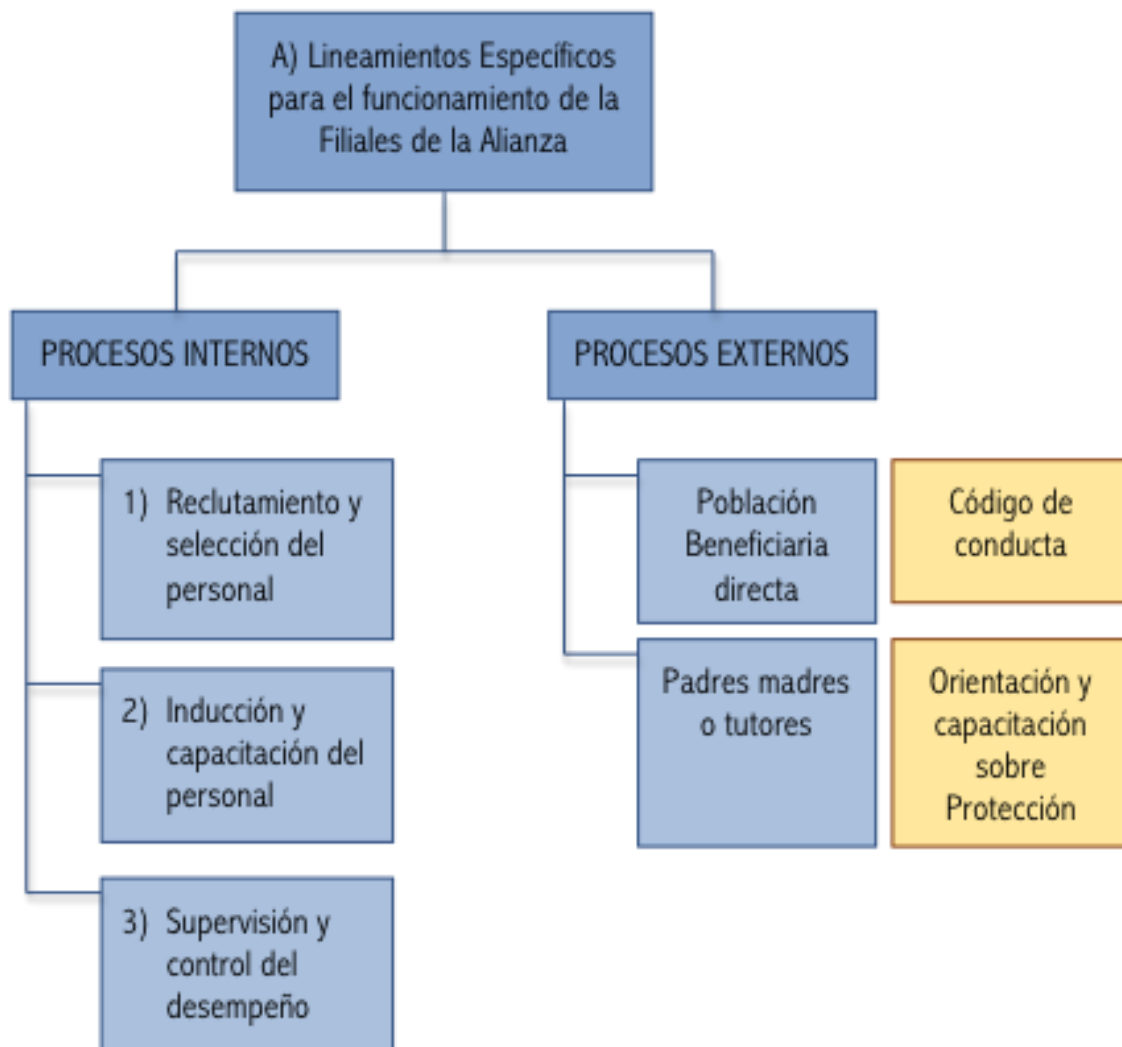 A) Lineamientos Específicos
para el funcionamiento de la
Filiales de la Alianza
PROCESOS INTERNOS
1) Reclutamiento y
selección del
personal
2) Inducción y
capacitación del
personal
3) Supervisión y
control del
desempeño
PROCESOS EXTERNOS
Población
Beneficiaria
directa
Código de
conducta
Padres madres
o tutores
Orientación y
capacitación
sobre
Protección